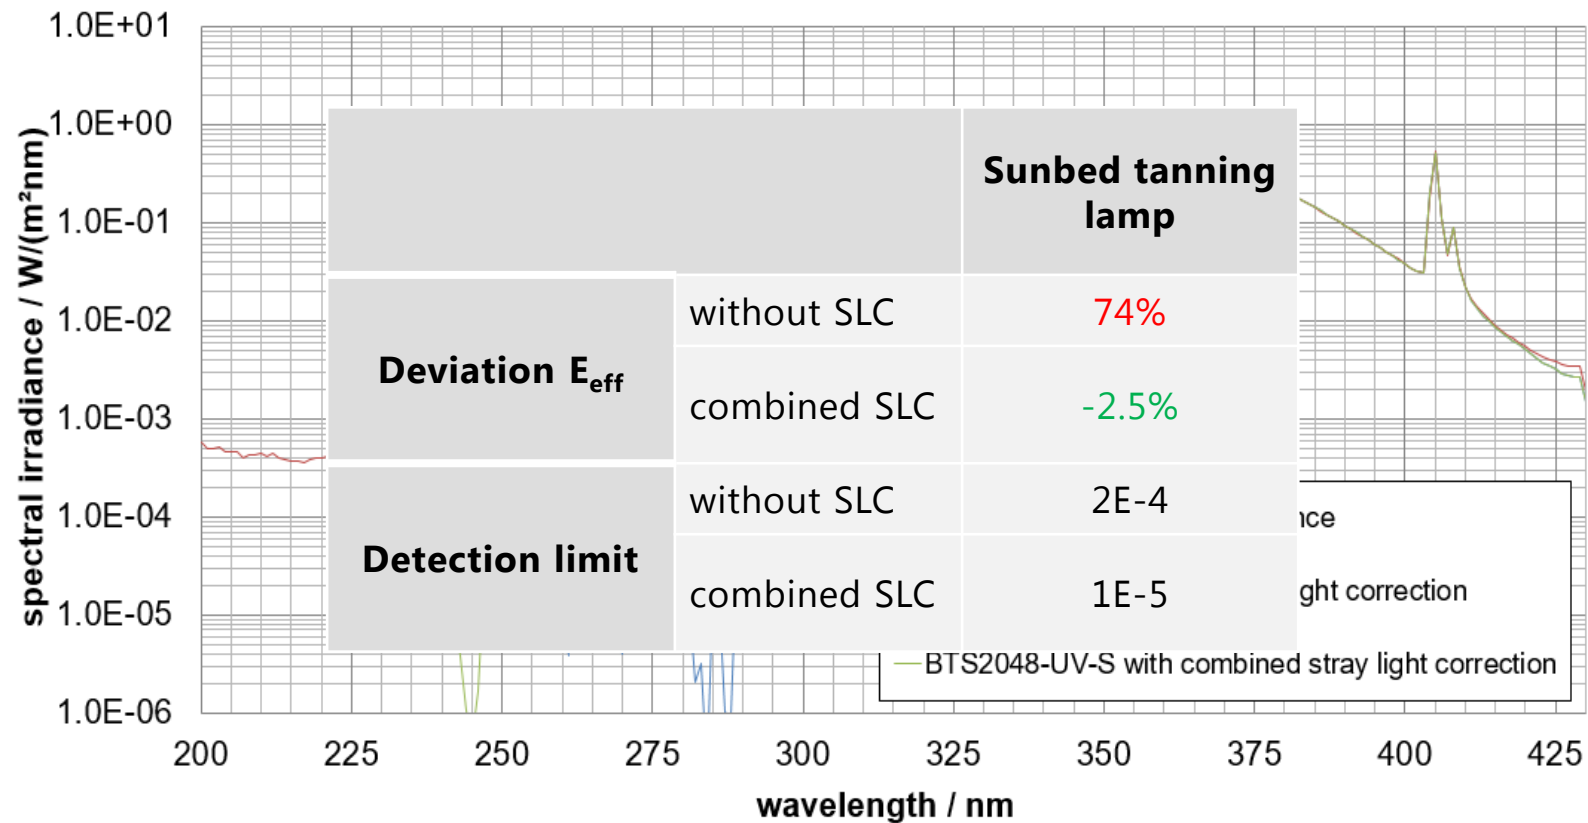 1.0E+01
1.0E+00
1.0E-01
1.0E-02
1.0E-03
1.0E-04
1.0E-05
1.0E-06
spectral irradiance / W/(m²nm)
Sunbed tanning
lamp
Deviation Eeff
without SLC 74%
combined SLC -2.5%
Detection limit
without SLC 2E-4
combined SLC 1E-5
ght correction
BTS2048-UV-S with combined stray light correction
200 225 250 275 300 325 350 375 400 425
wavelength / nm